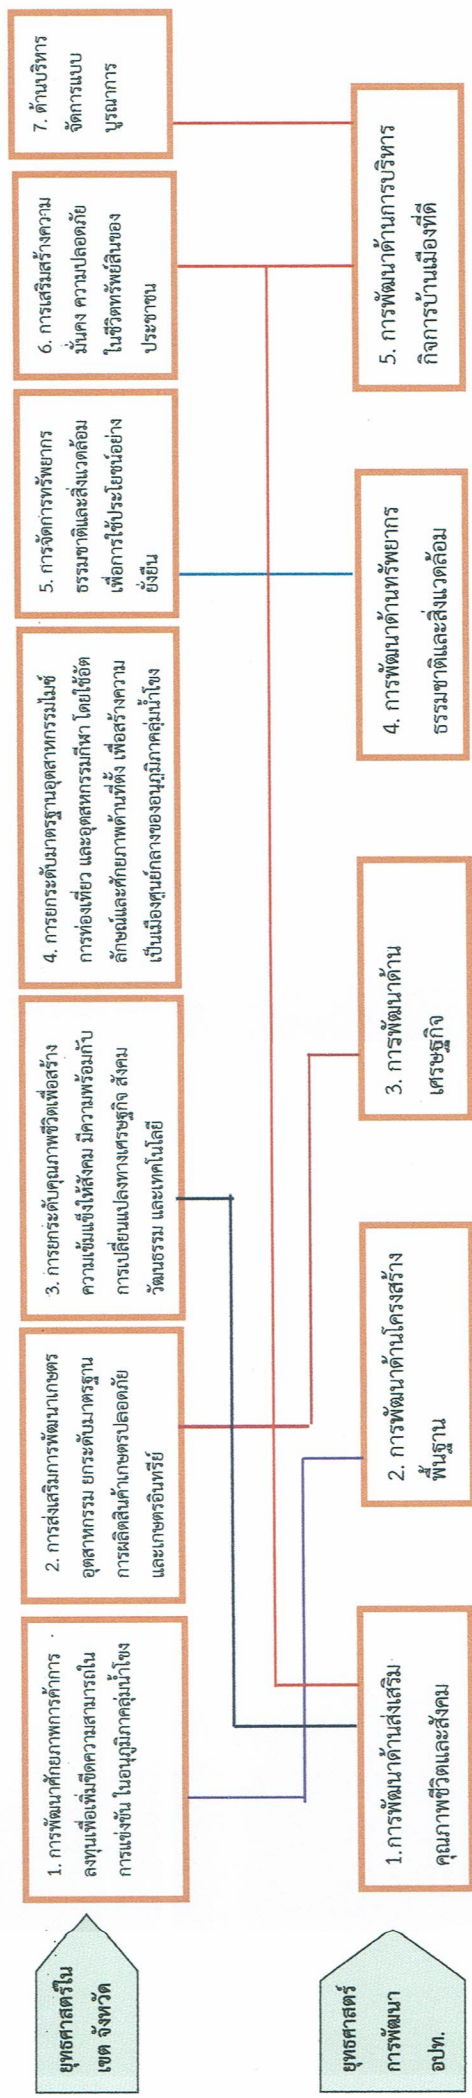 ยุทธศาสตร์ใน
เขต จังหวัด
1. การพัฒนาศักยภาพการค้าการ
ลงทุนเพื่อเพิ่มขีดความสามารถใน
การแข่งขัน ในอนุภูมิภาคลุ่มน้ำโขง
2. การส่งเสริมการพัฒนาเกษตร
อุตสาหกรรม ยกระดับมาตรฐาน
การผลิตสินค้าเกษตรปลอดภัย
และเกษตรอินทรีย์
3. การยกระดับคุณภาพชีวิตเพื่อสร้าง
ความเข้มแข็งให้สังคม มีความพร้อมกับ
การเปลี่ยนแปลงทางเศรษฐกิจ สังคม
วัฒนธรรม และเทคโนโลยี
4. การยกระดับมาตรฐานอุตสาหกรรมไมซ์
การท่องเที่ยว และอุตสหกรรมกีฬา โดยใช้อัต
ลักษณ์และศักยภาพด้านที่ตั้ง เพื่อสร้างความ
เป็นเมืองศูนย์กลางของอนุภูมิภาคลุ่มน้ำโขง
5. การจัดการทรัพยากร
ธรรมชาติและสิ่งแวดล้อม
เพื่อการใช้ประโยชน์อย่าง
ยั่งยืน
6. การเสริมสร้างความ
มั่นคง ความปลอดภัย
ในชีวิตทรัพย์สินของ
ประชาชน
7. ด้านบริหาร
จัดการแบบ
บูรณาการ
ยุทธศาสตร์
การพัฒนา
อปท.
1.การพัฒนาด้านส่งเสริม
คุณภาพชีวิตและสังคม
2. การพัฒนาด้านโครงสร้าง
พื้นฐาน
3. การพัฒนาด้าน
เศรษฐกิจ
4. การพัฒนาด้านทรัพยากร
ธรรมชาติและสิ่งแวดล้อม
5. การพัฒนาด้านการบริหาร
กิจการบ้านเมืองที่ดี